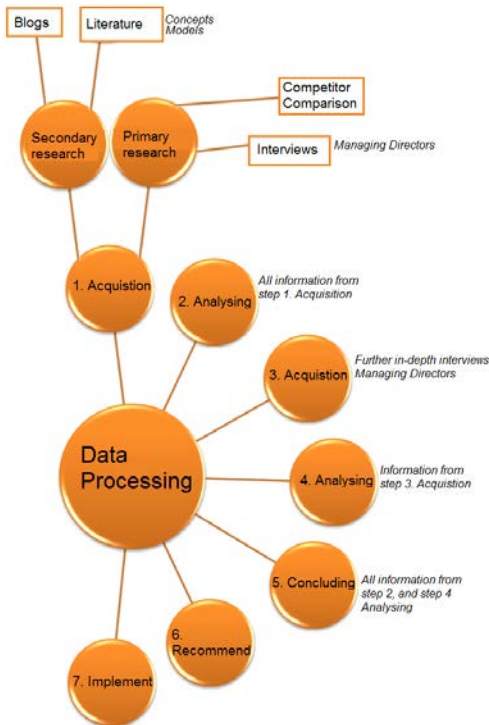 Blogs
Literature
Concepts
Models
Secondary
research
Primary
research
Competitor
Comparison
Interviews
Managing Directors
1. Acquistion
2. Analysing
All information from
step 1. Acquisition
3. Acquistion
Further in-depth interviews
Managing Directors
Data
Processing
4. Analysing
Information from
step 3. Acquistion
5. Concluding
All information from
step 2, and step 4
Analysing
6.
Recommend
7. Implement